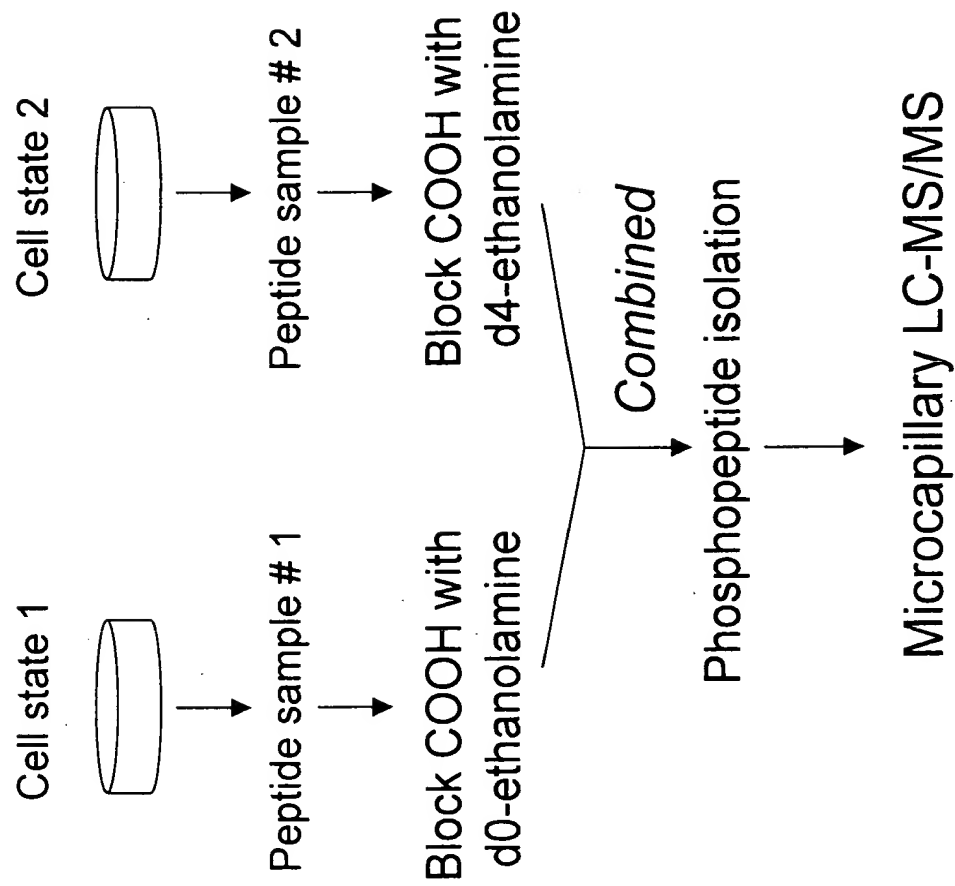 Cell state 1
Peptide sample # 1
Block COOH with
d0-ethanolamine
Cell state 2
Peptide sample # 2
Block COOH with
d4-ethanolamine
Combined
Phosphopeptide isolation
Microcapillary LC-MS/MS